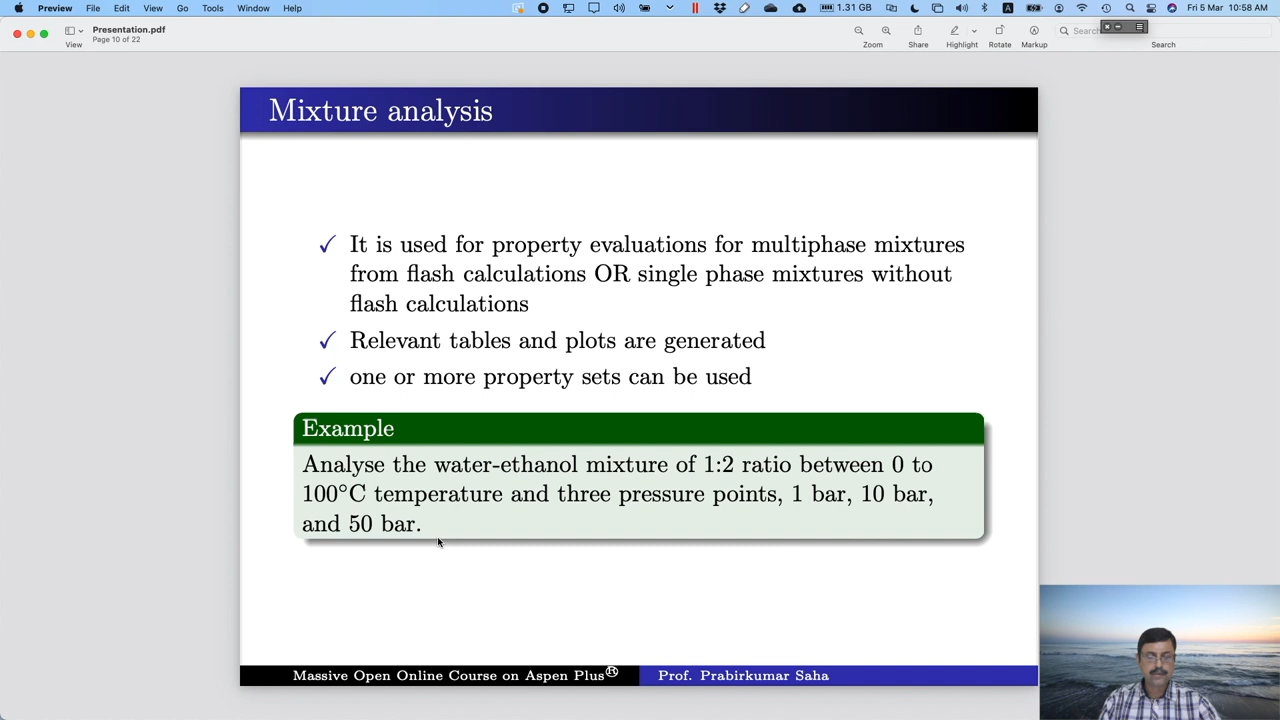 Preview File Edit View Go Tools Window Help 1.31 GB A Fri 5 Mar 10:58 AM
Presentation.pdf
Page 10 of 22
View Zoom Share Highlight Rotate Markup Search
Mixture analysis
✓ It is used for property evaluations for multiphase mixtures
from flash calculations OR single phase mixtures without
flash calculations
✓ Relevant tables and plots are generated
✓ one or more property sets can be used
Example
Analyse the water-ethanol mixture of 1:2 ratio between 0 to
100°C temperature and three pressure points, 1 bar, 10 bar,
and 50 bar.
Massive Open Online Course on Aspen Plus® Prof. Prabirkumar Saha